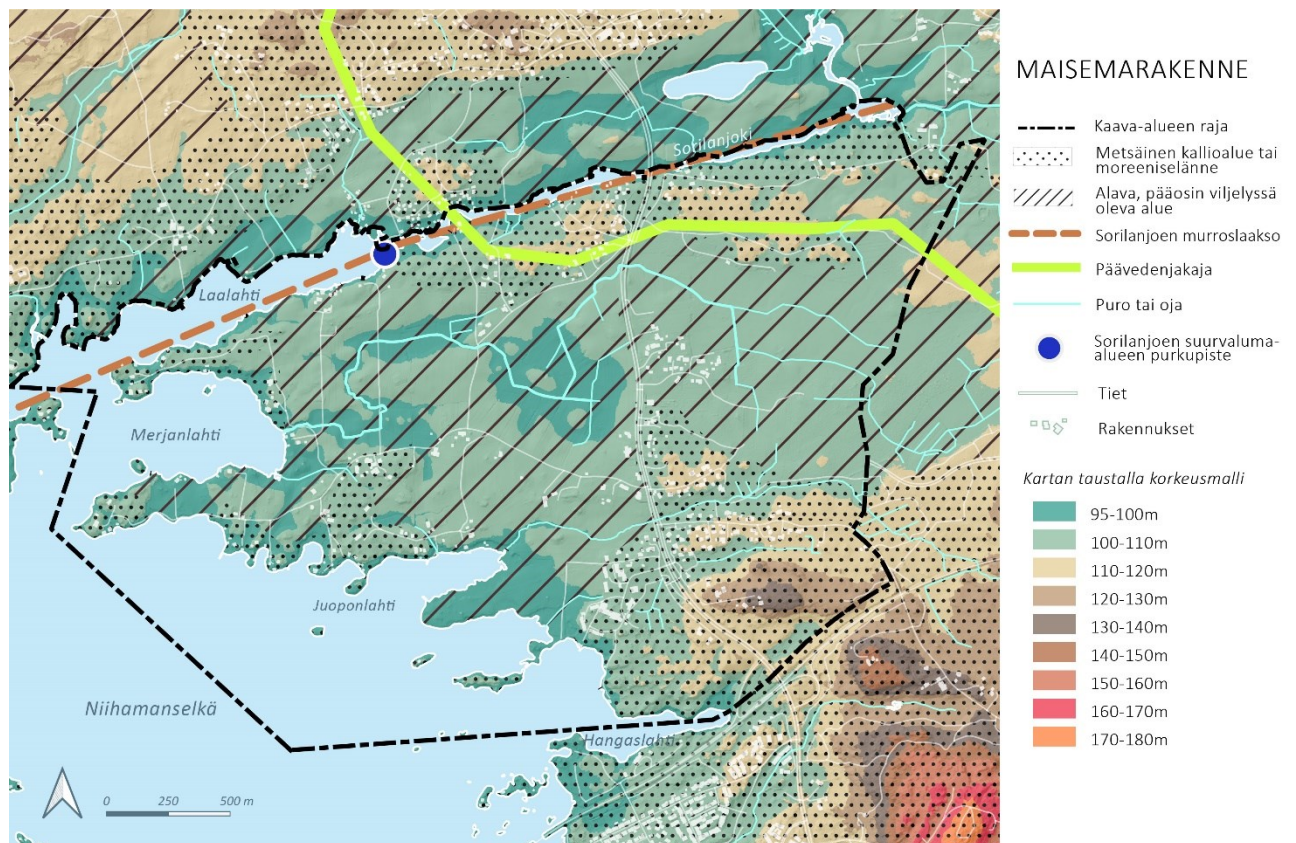 Sorilanjoki
Laalahti
Merjanlahti
Juoponlahti
Niihamanselkä
Hangaslahti
0 250 500 m
MAISEMARAKENNE
Kaava-alueen raja
Metsäinen kallioalue tai
moreeniselänne
Alava, pääosin viljelyssä
oleva alue
Sorilanjoen murroslaakso
Päävedenjakaja
Puro tai oja
Sorilanjoen suurvaluma-
alueen purkupiste
Tiet
Rakennukset
Kartan taustalla korkeusmalli
95-100m
100-110m
110-120m
120-130m
130-140m
140-150m
150-160m
160-170m
170-180m